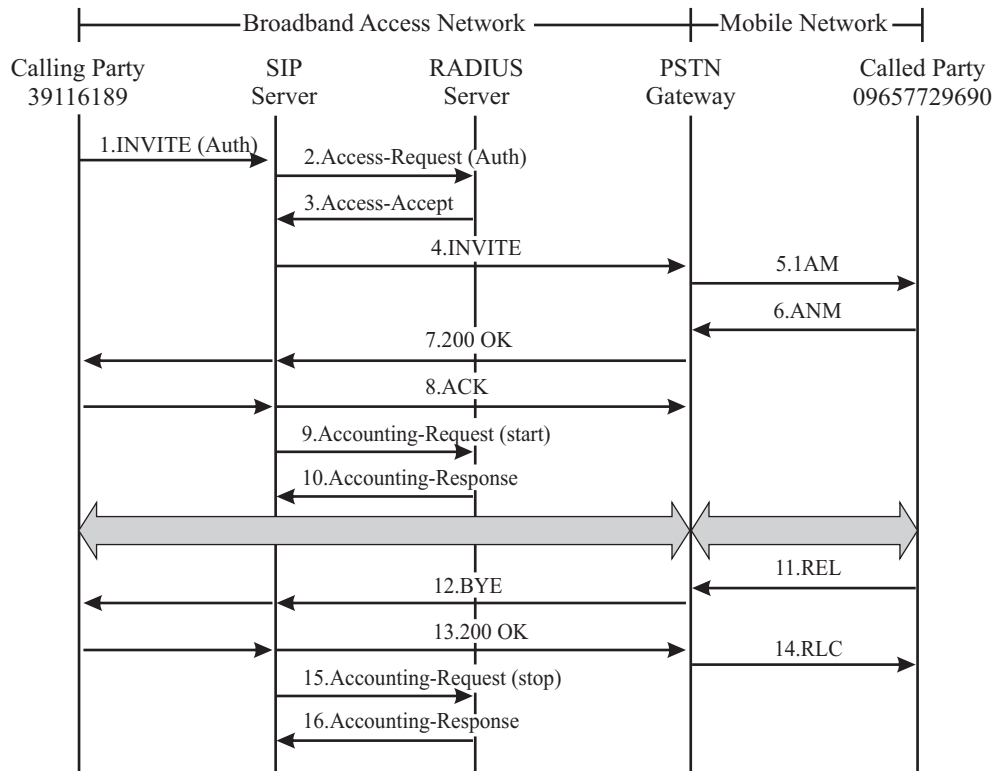 Broadband Access Network Mobile Network
Calling Party
39116189
SIP
Server
RADIUS
Server
PSTN
Gateway
Called Party
09657729690
1.INVITE (Auth)
2.Access-Request (Auth)
3.Access-Accept
4.INVITE
5.1AM
6.ANM
7.200 OK
8.ACK
9.Accounting-Request (start)
10.Accounting-Response
11.REL
12.BYE
13.200 OK
14.RLC
15.Accounting-Request (stop)
16.Accounting-Response